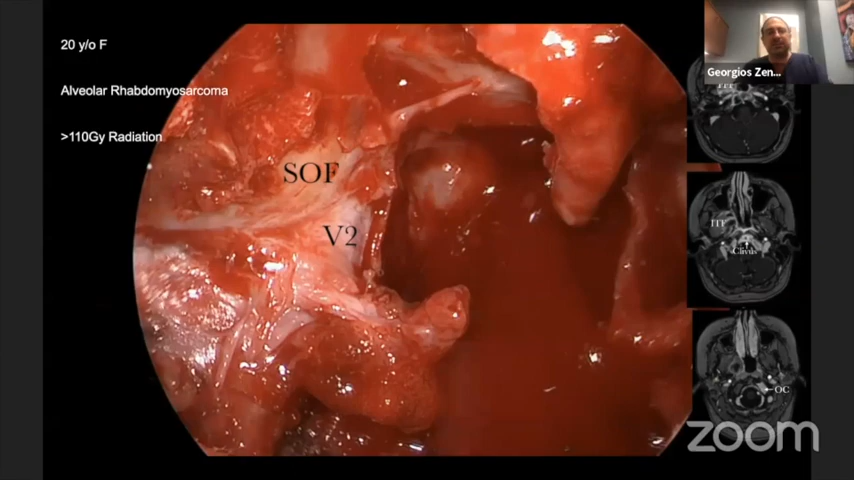 20 y/o F
Alveolar Rhabdomyosarcoma
>110Gy Radiation
SOF
V2
Georgios Zen...
ITF
Clivus
OC
zoom